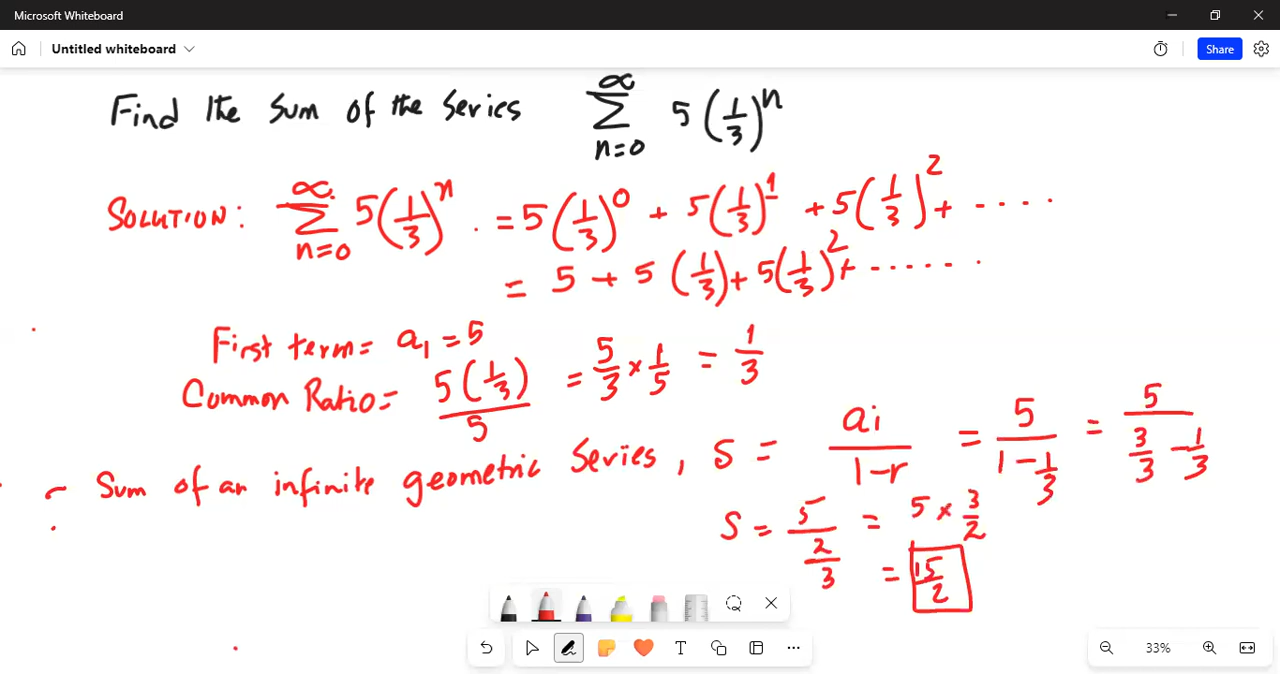 Microsoft Whiteboard
Untitled whiteboard
Share
Find the Sum of the Series ∑_{n=0}^{∞} 5(1/3)^n
SOLUTION: ∑_{n=0}^{∞} 5(1/3)^n = 5(1/3)^0 + 5(1/3)^1 + 5(1/3)^2 + ....
= 5 + 5(1/3) + 5(1/3)^2 + ......
First term = a_1 = 5
Common Ratio = 5(1/3)/5 = 5/3 × 1/5 = 1/3
Sum of an infinite geometric Series, S = a_1/(1-r) = 5/(1-1/3) = 5/(3/3 - 1/3)
S = 5/(2/3) = 5 × 3/2
= 15/2
T
33%